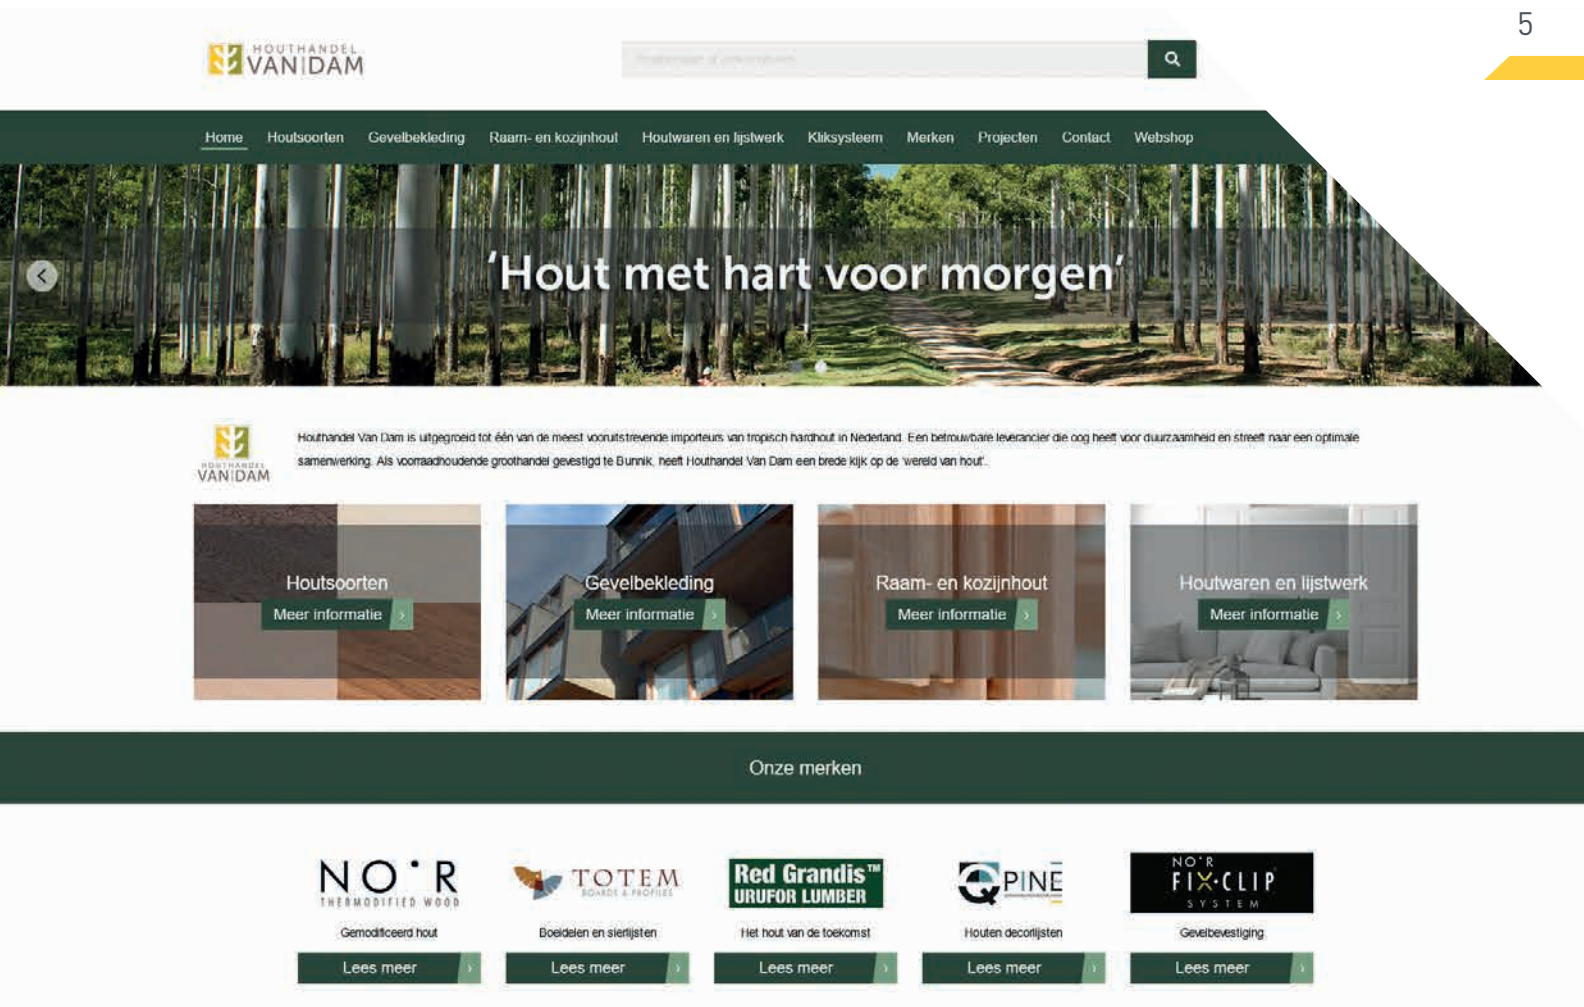 5
HOUTHANDEL
VAN DAM
Home Houtsoorten Gevelbekleding Raam- en kozijnhout Houtwaren en lijstwerk Kliksysteem Merken Projecten Contact Webshop
'Hout met hart voor morgen'
HOUTHANDEL
VAN DAM
Houthandel Van Dam is uitgegroeid tot één van de meest vooruitstrevende importeurs van tropisch hardhout in Nederland. Een betrouwbare leverancier die oog heeft voor duurzaamheid en streeft naar een optimale
samenwerking. Als voorraadhoudende groothandel gevestigd te Bunnik, heeft Houthandel Van Dam een brede kijk op de 'wereld van hout'.
Houtsoorten
Meer informatie
Gevelbekleding
Meer informatie
Raam- en kozijnhout
Meer informatie
Houtwaren en lijstwerk
Meer informatie
Onze merken
NO•R
THERMODIFIED WOOD
Gemodificeerd hout
Lees meer
TOTEM
BOARDS & PROFILES
Boeidelen en sierlijsten
Lees meer
Red Grandis™
URUFOR LUMBER
Het hout van de toekomst
Lees meer
QPINE
Houten decorlijsten
Lees meer
NO•R
FIX•CLIP
SYSTEM
Gevelbevestiging
Lees meer